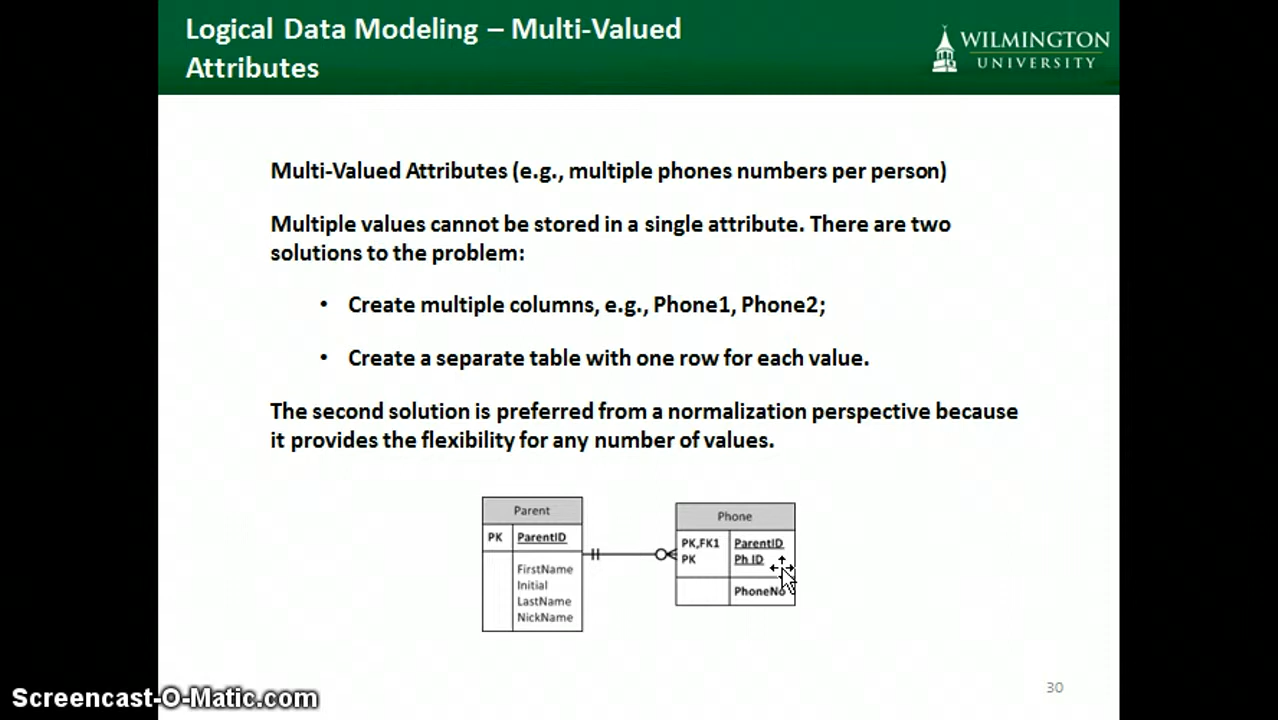 Logical Data Modeling – Multi-Valued
Attributes
WILMINGTON
UNIVERSITY
Multi-Valued Attributes (e.g., multiple phones numbers per person)
Multiple values cannot be stored in a single attribute. There are two
solutions to the problem:
• Create multiple columns, e.g., Phone1, Phone2;
• Create a separate table with one row for each value.
The second solution is preferred from a normalization perspective because
it provides the flexibility for any number of values.
Parent
PK ParentID
FirstName
Initial
LastName
NickName
Phone
PK,FK1 ParentID
PK Ph ID
PhoneNo
30
Screencast-O-Matic.com